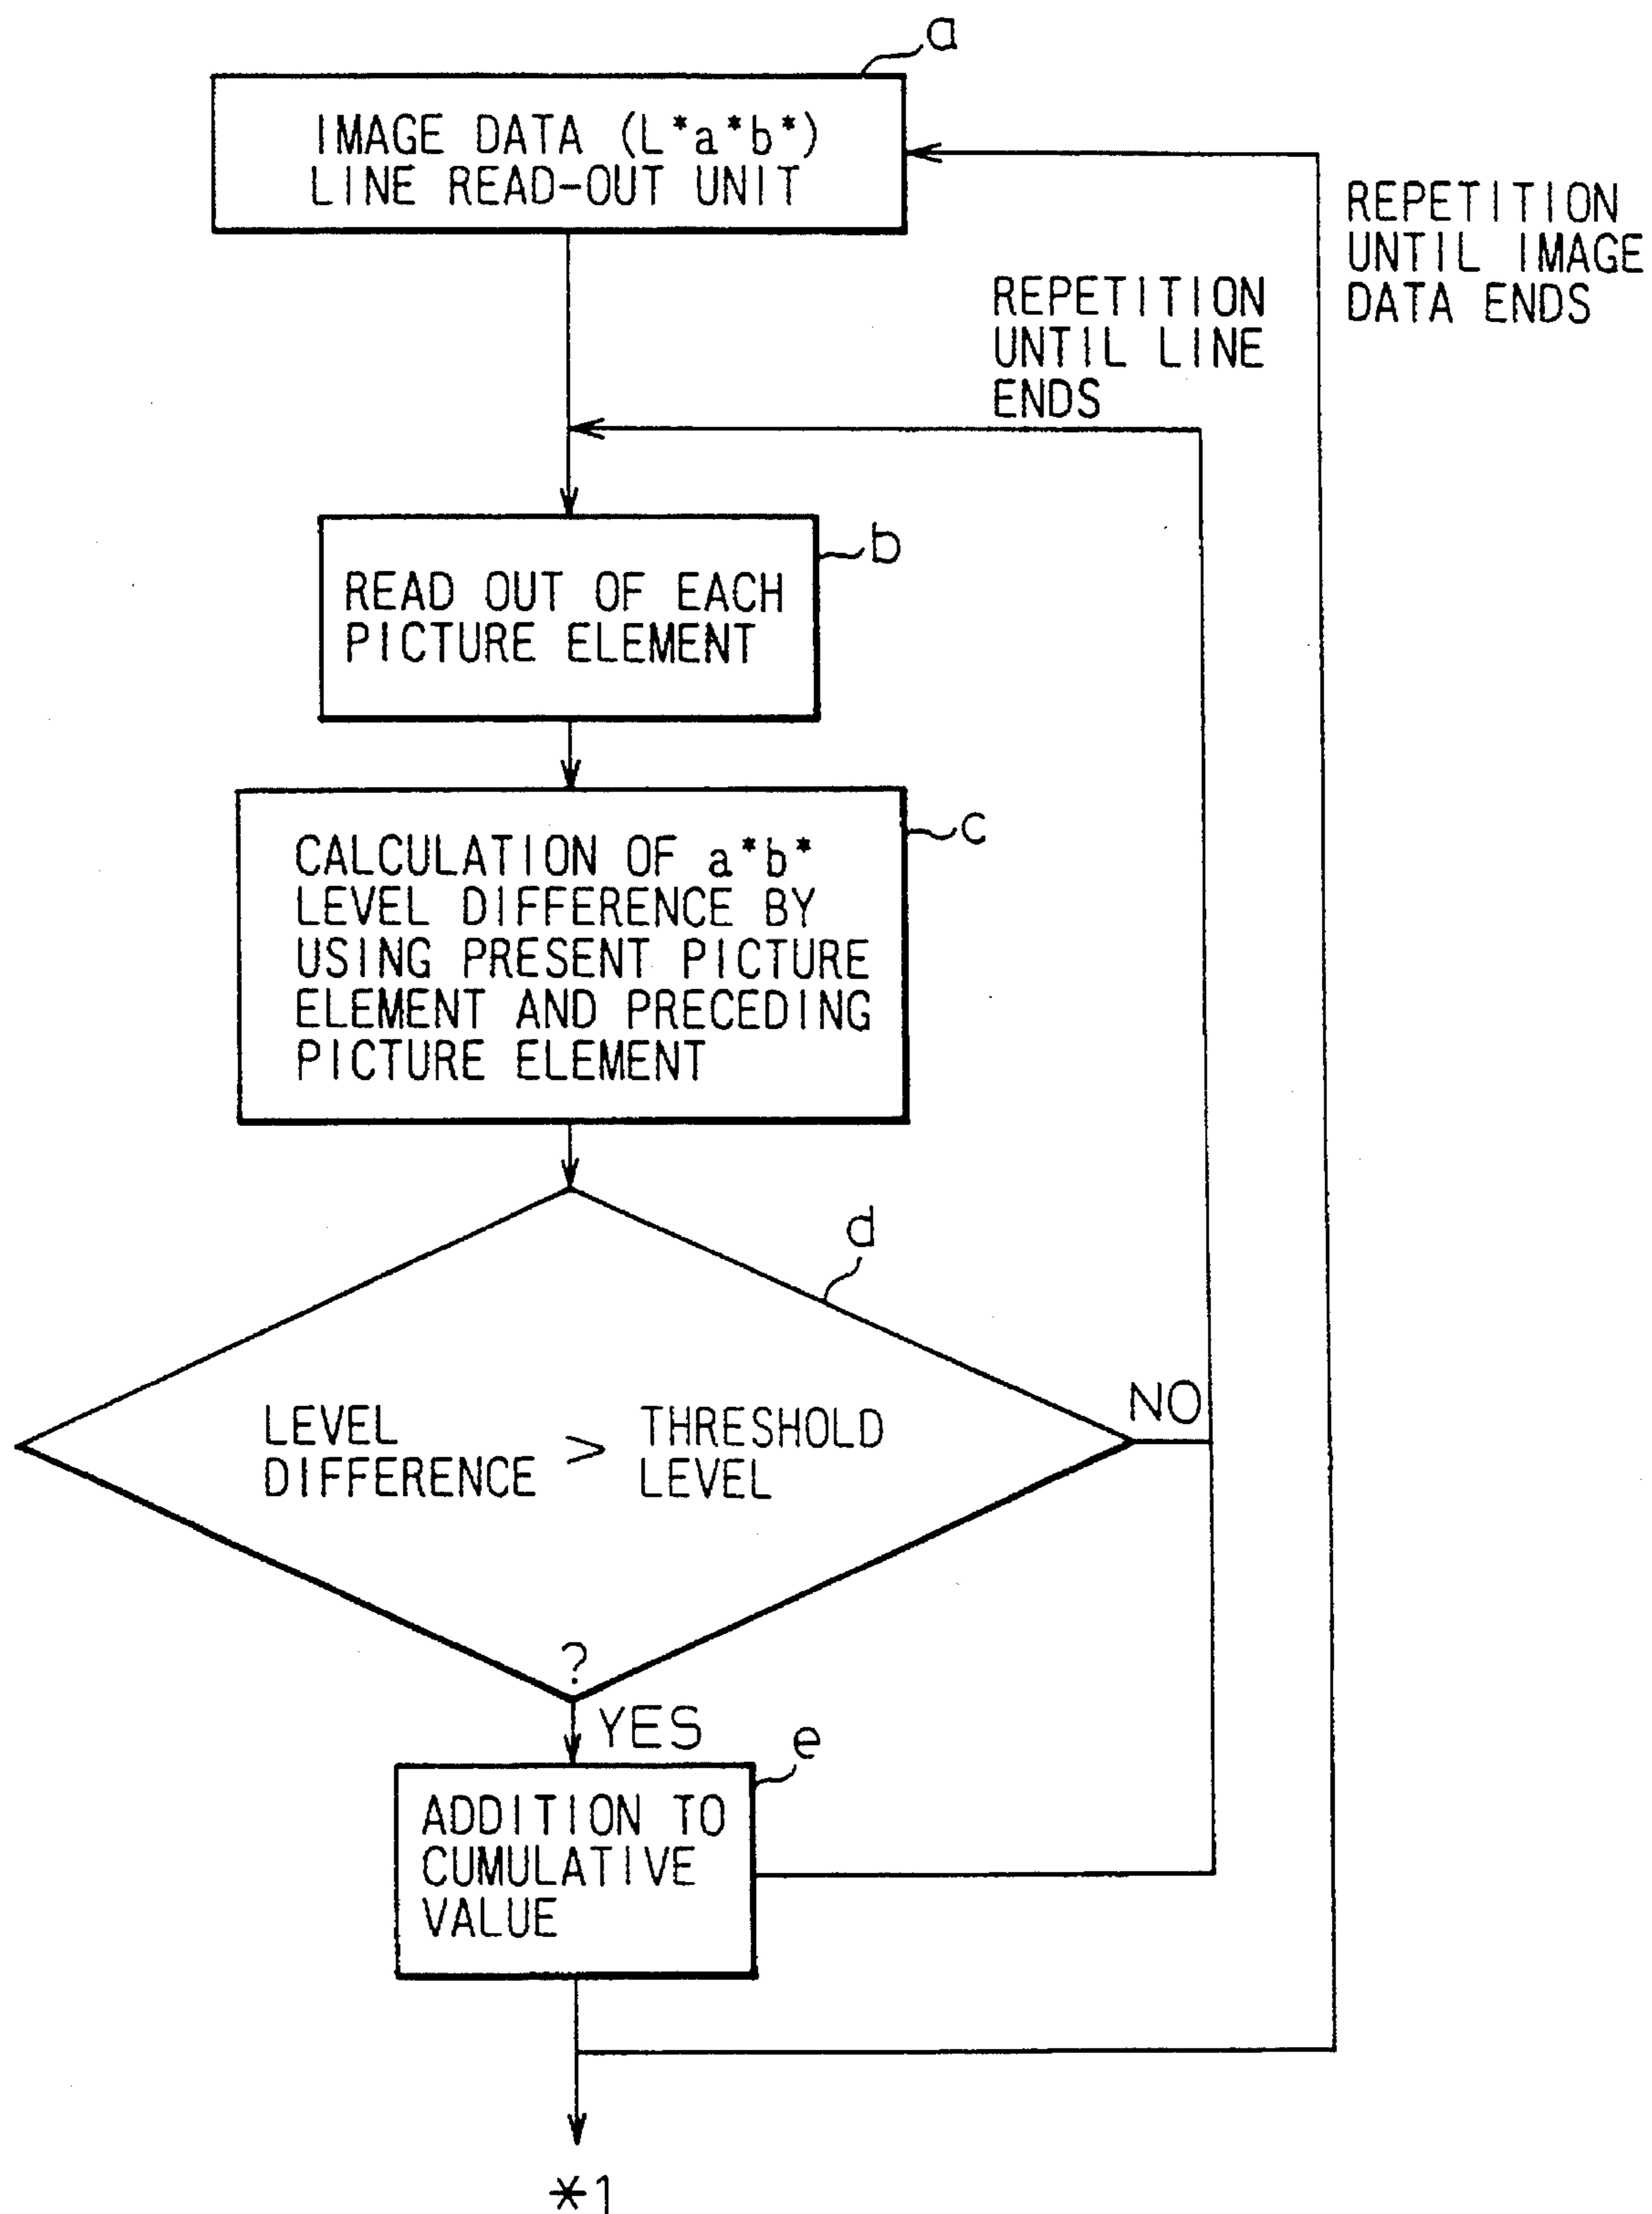 a
IMAGE DATA (L*a*b*)
LINE READ-OUT UNIT
REPETITION
UNTIL IMAGE
DATA ENDS
REPETITION
UNTIL LINE
ENDS
b
READ OUT OF EACH
PICTURE ELEMENT
c
CALCULATION OF a*b*
LEVEL DIFFERENCE BY
USING PRESENT PICTURE
ELEMENT AND PRECEDING
PICTURE ELEMENT
d
NO
LEVEL
DIFFERENCE > THRESHOLD
LEVEL
?
YES
e
ADDITION TO
CUMULATIVE
VALUE
*1